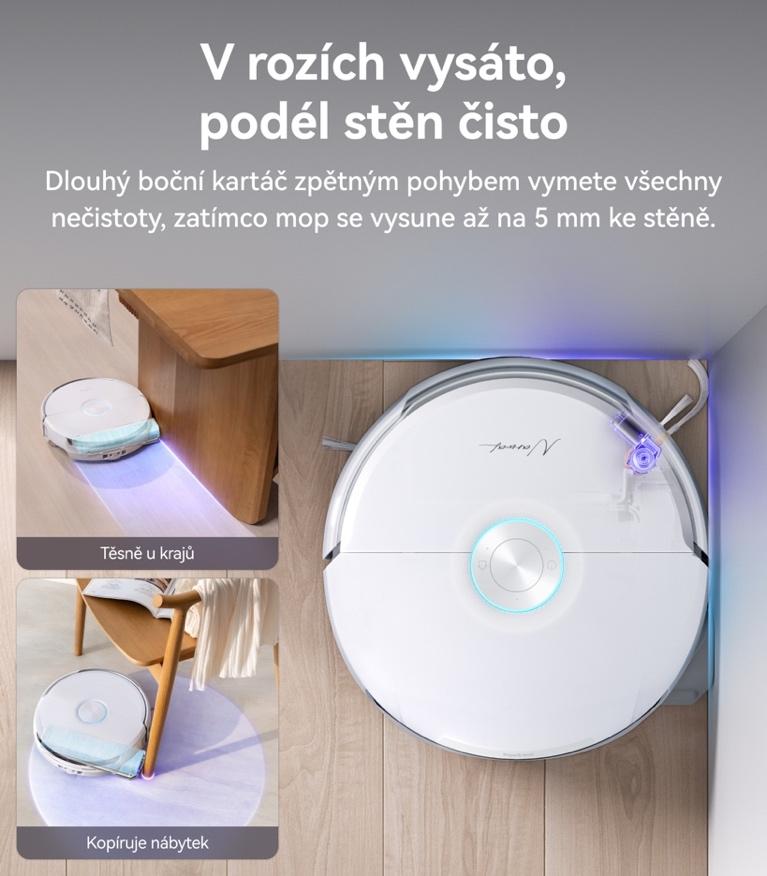 V rozích vysáto,
podél stěn čisto
Dlouhý boční kartáč zpětným pohybem vymete všechny
nečistoty, zatímco mop se vysune až na 5 mm ke stěně.
Těsně u krajů
Narwal
Kopíruje nábytek